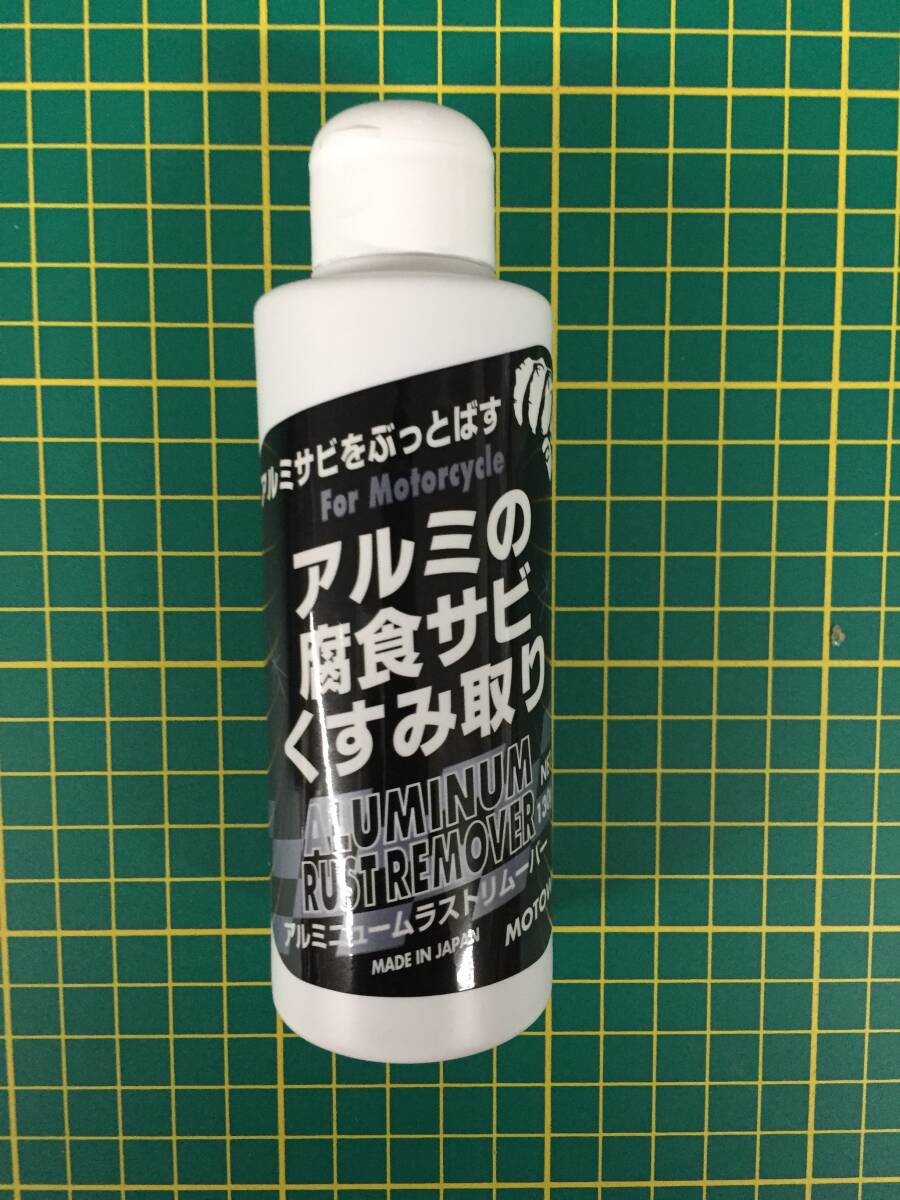 アルミサビをぶっとばす
For Motorcycle
アルミの
腐食サビ
くすみ取り
ALUMINUM
RUST REMOVER
アルミニュームラストリムーバー
MADE IN JAPAN